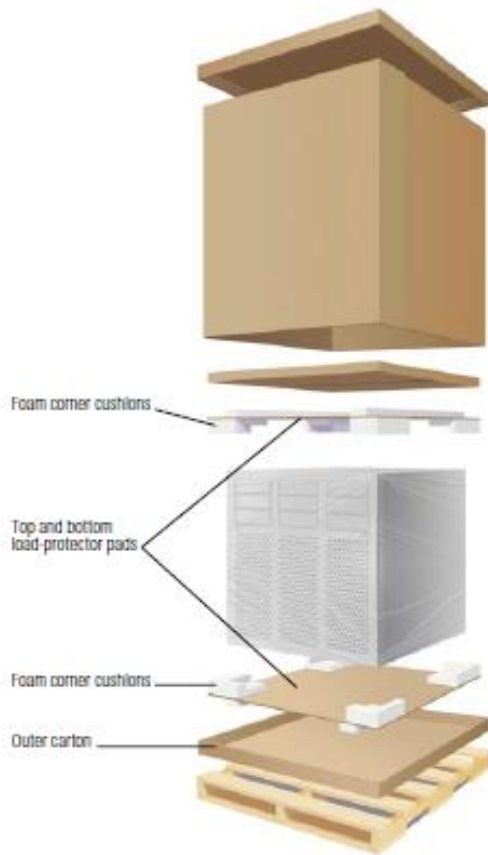 Foam corner cushions
Top and bottom
load-protector pads
Foam corner cushions
Outer carton